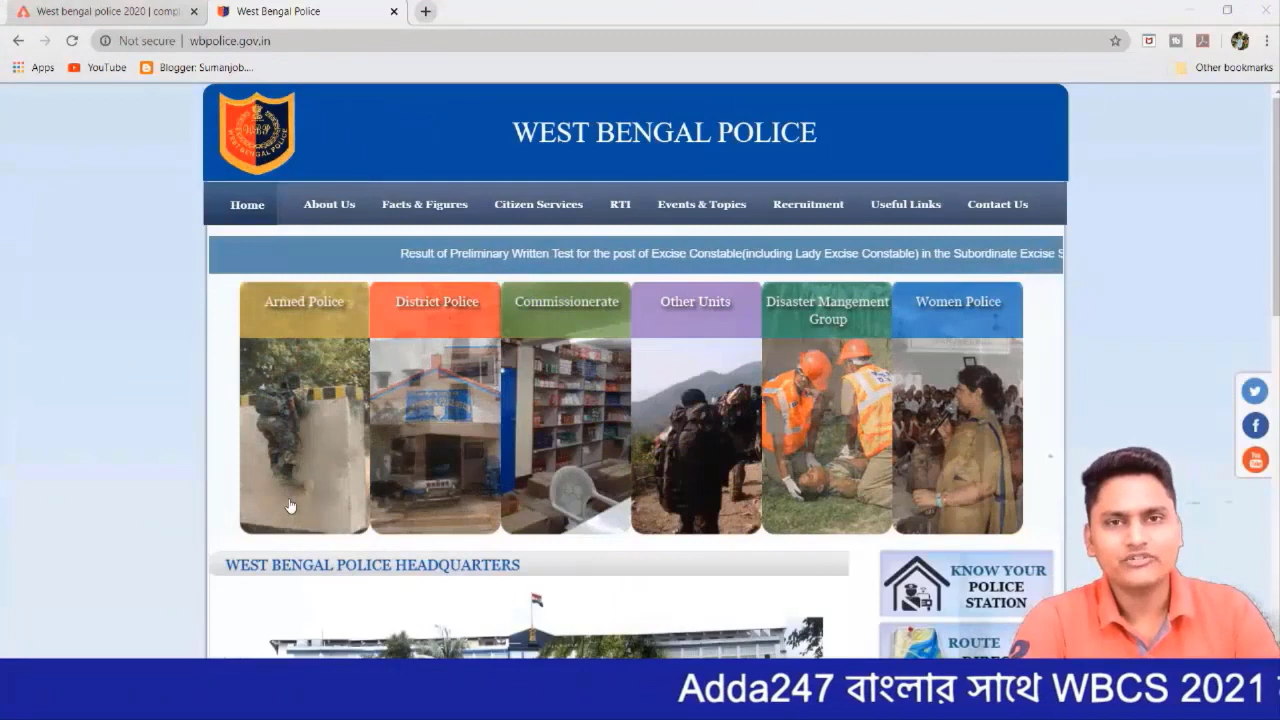 West bengal police 2020 | compl
West Bengal Police
Not secure | wbpolice.gov.in
Apps YouTube Blogger: Sumanjob.... Other bookmarks
WEST BENGAL POLICE
Home About Us Facts & Figures Citizen Services RTI Events & Topics Recruitment Useful Links Contact Us
Result of Preliminary Written Test for the post of Excise Constable(including Lady Excise Constable) in the Subordinate Excise S
Armed Police
District Police
Commissionerate
Other Units
Disaster Mangement
Group
Women Police
WEST BENGAL POLICE HEADQUARTERS
KNOW YOUR
POLICE
STATION
ROUTE
Adda247 বাংলার সাথে WBCS 2021